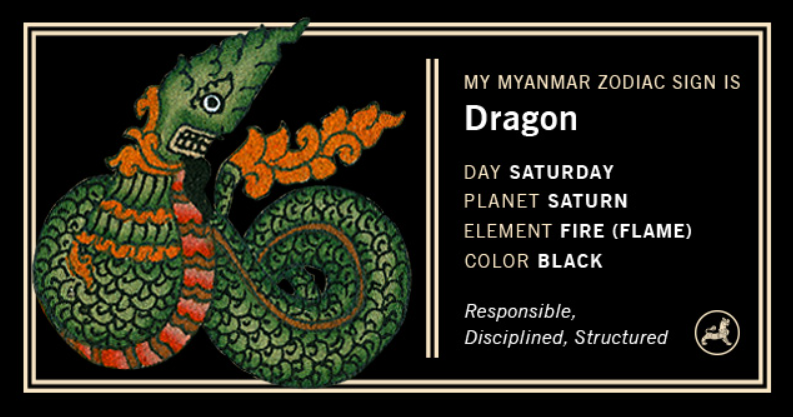 MY MYANMAR ZODIAC SIGN IS
Dragon
DAY SATURDAY
PLANET SATURN
ELEMENT FIRE (FLAME)
COLOR BLACK
Responsible,
Disciplined, Structured